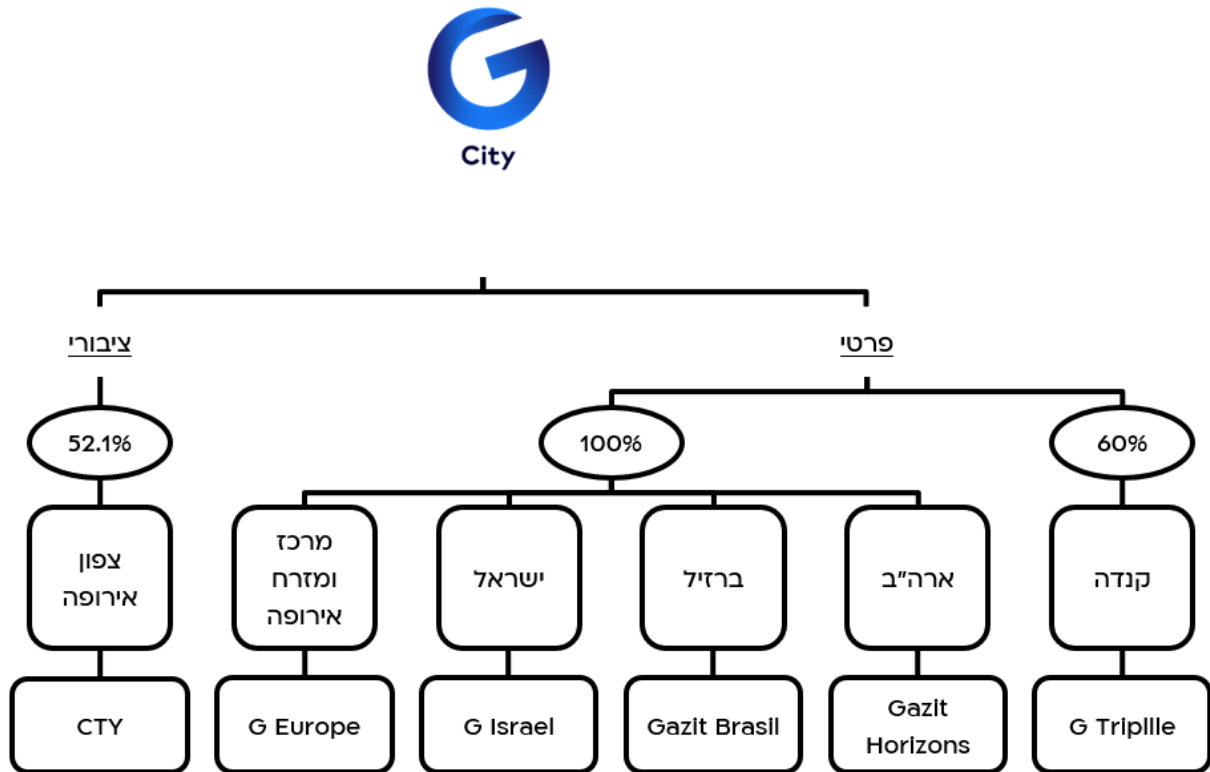 City
ציבורי
פרטי
52.1%
100%
60%
צפון
אירופה
מרכז
ומזרח
אירופה
ישראל
ברזיל
ארה"ב
קנדה
CTY
G Europe
G Israel
Gazit Brasil
Gazit
Horizons
G Tripllle